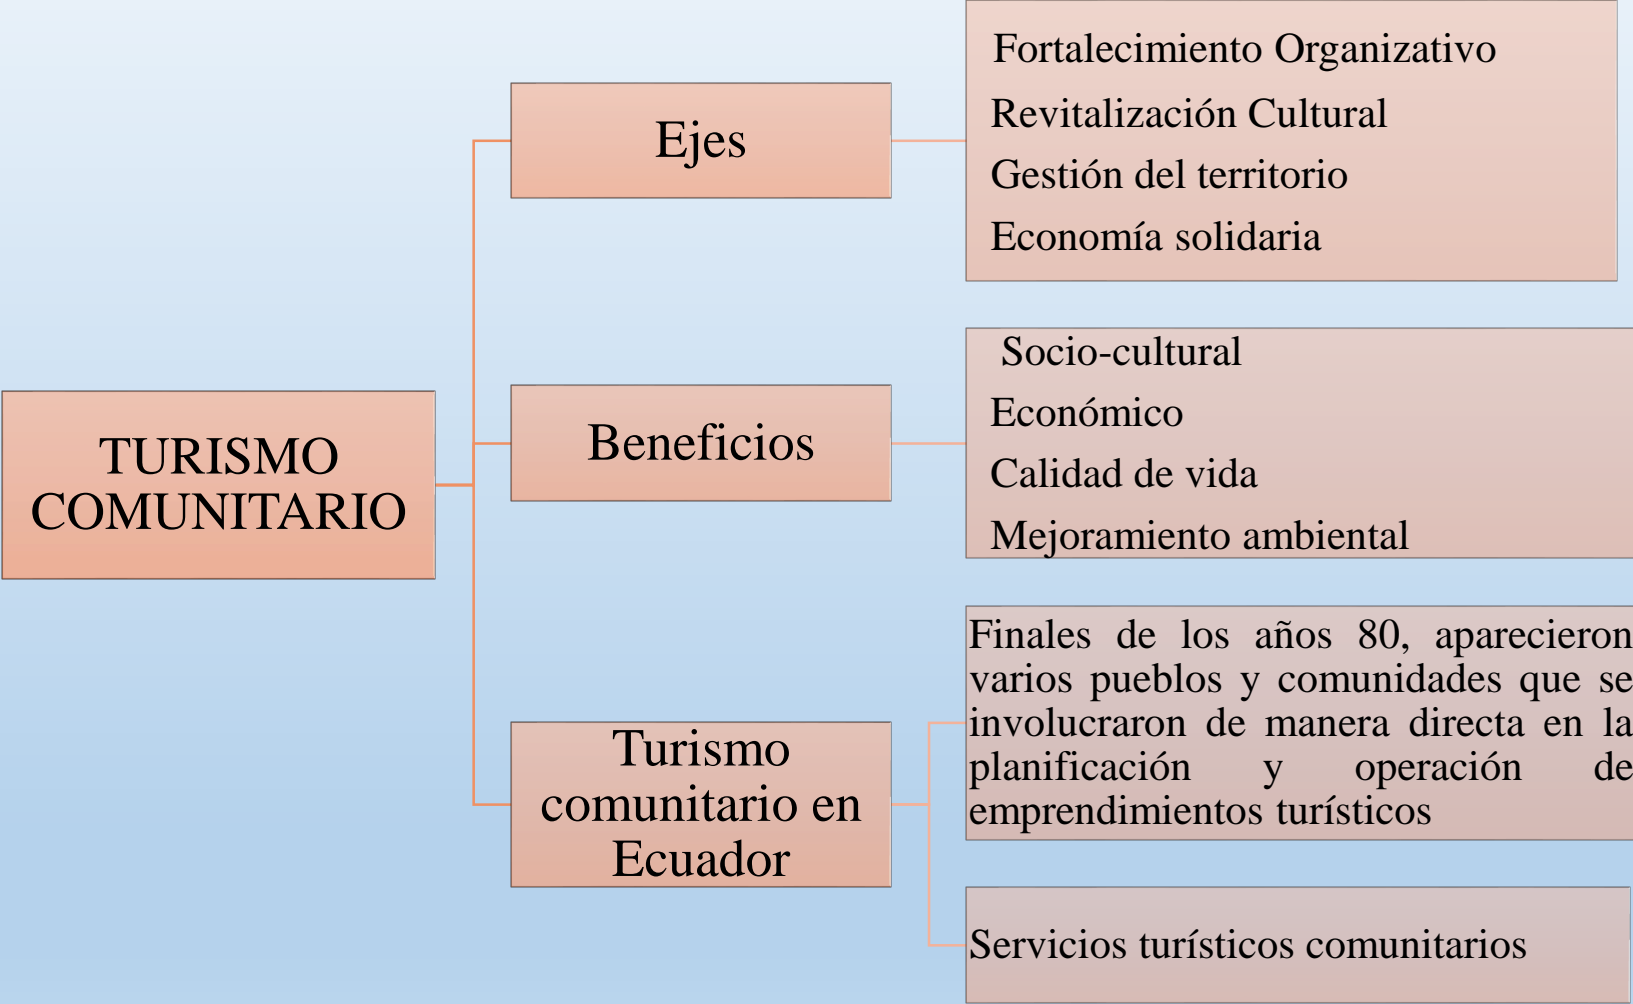 TURISMO
COMUNITARIO
Ejes
Fortalecimiento Organizativo
Revitalización Cultural
Gestión del territorio
Economía solidaria
Beneficios
Socio-cultural
Económico
Calidad de vida
Mejoramiento ambiental
Turismo
comunitario en
Ecuador
Finales de los años 80, aparecieron
varios pueblos y comunidades que se
involucraron de manera directa en la
planificación y operación de
emprendimientos turísticos
Servicios turísticos comunitarios